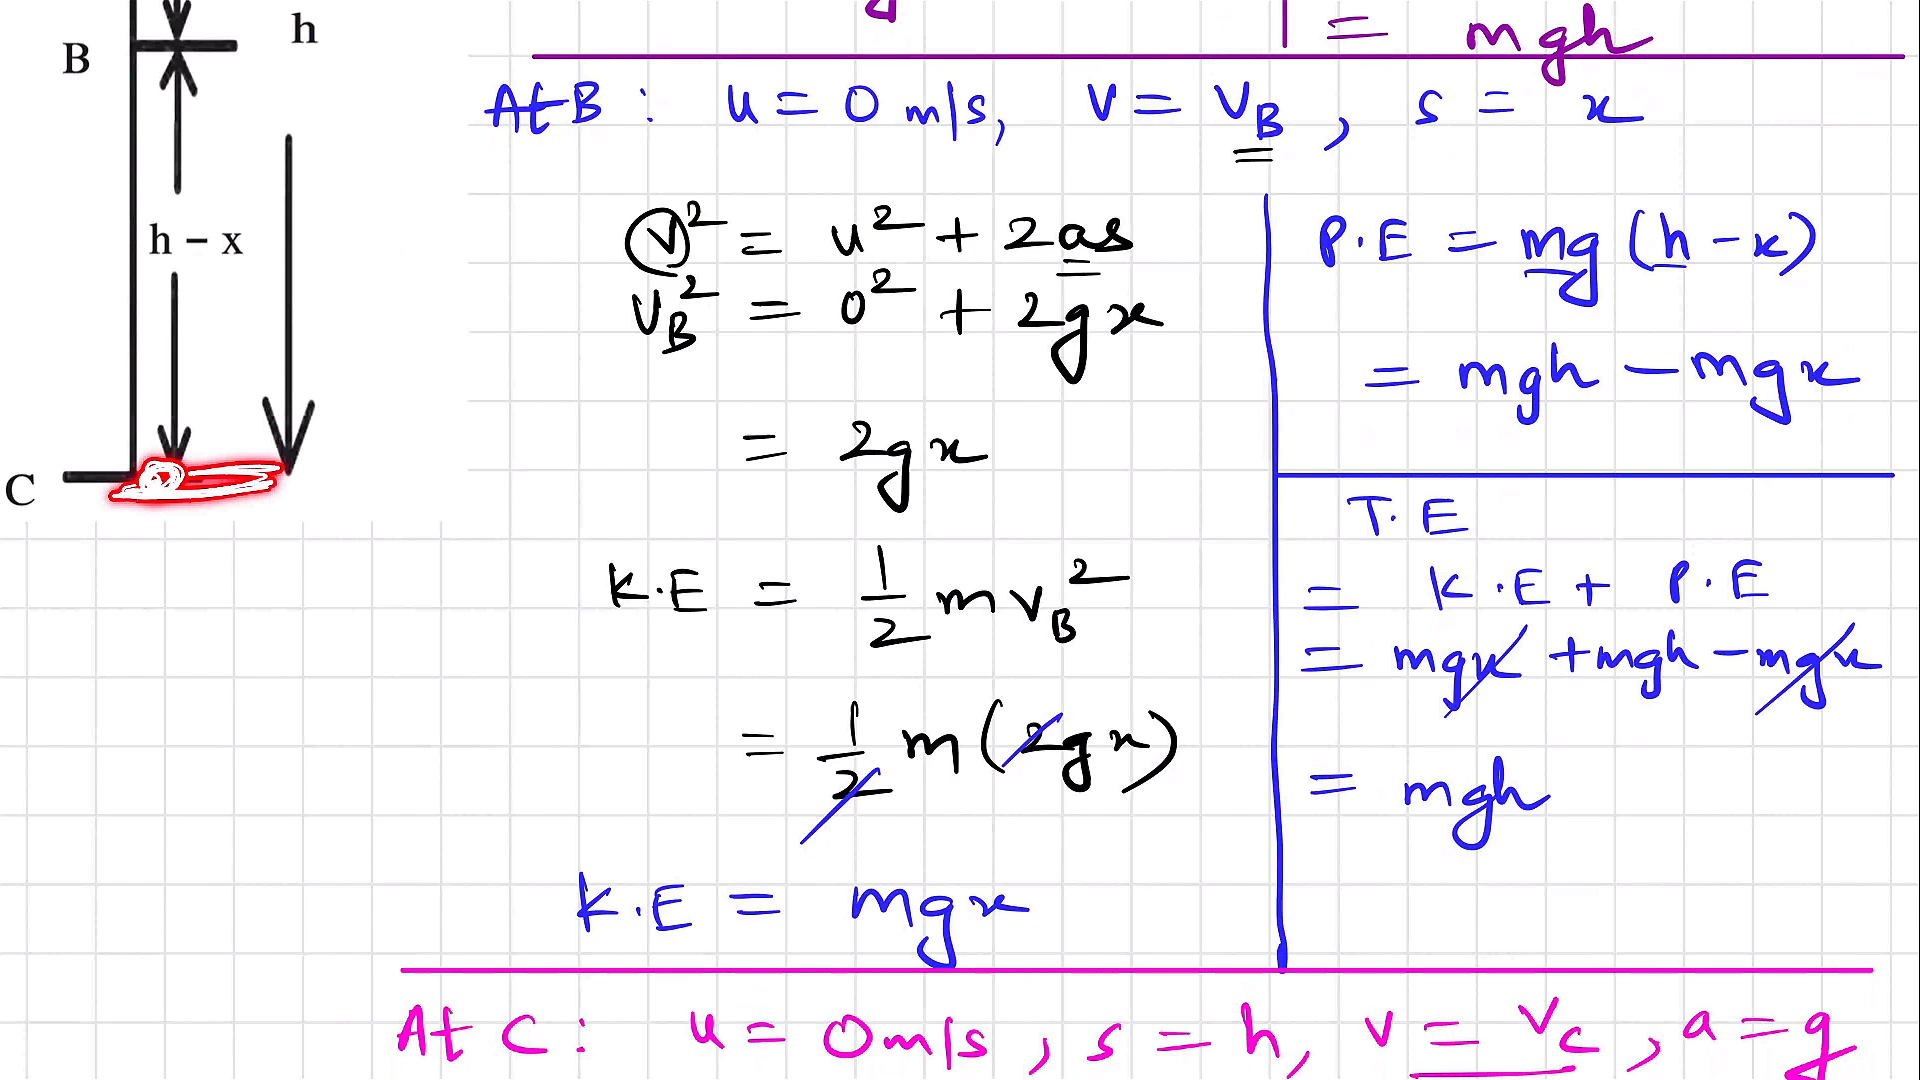 B
h
h – x
C
= mgh
At B : u = 0 m/s, v = v_B , s = x
v² = u² + 2as
v_B² = 0² + 2gx
= 2gx
K.E = 1/2 m v_B²
= 1/2 m (2gx)
K.E = mgx
P.E = mg (h – x)
= mgh – mgx
T.E
= K.E + P.E
= mgx + mgh – mgx
= mgh
At C : u = 0 m/s , s = h, v = v_C , a = g